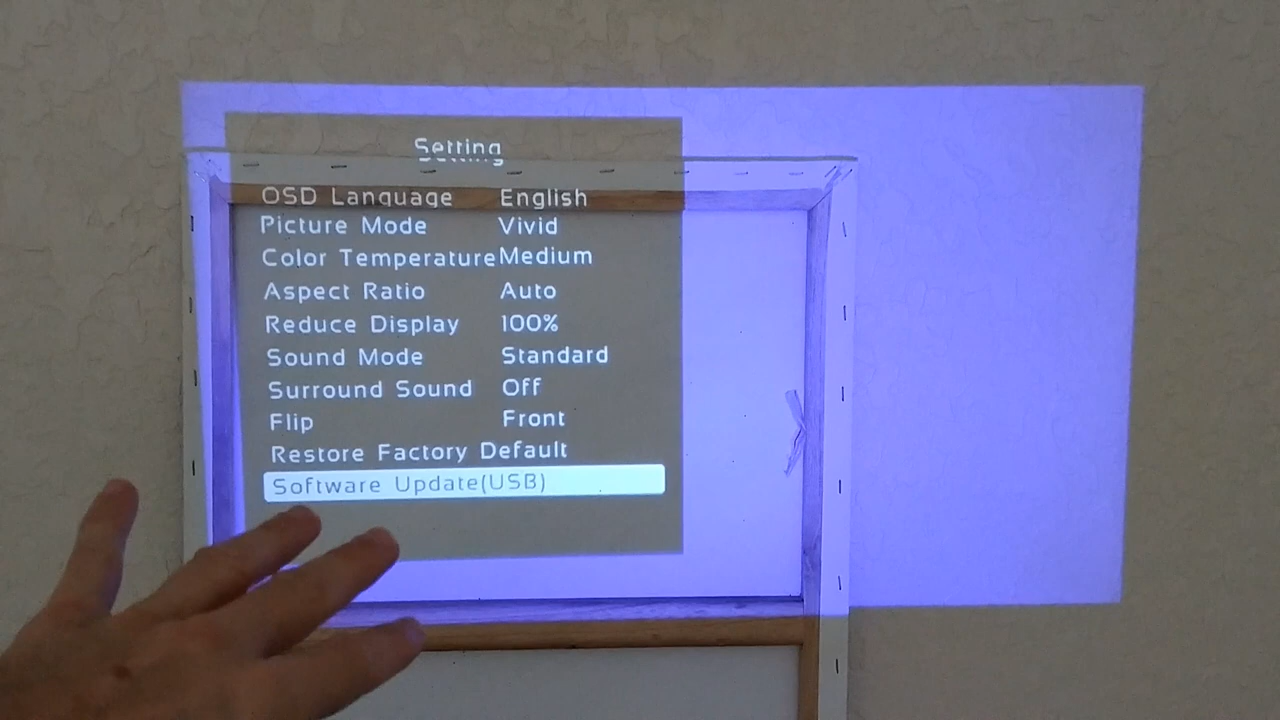 Setting
OSD Language English
Picture Mode Vivid
Color Temperature Medium
Aspect Ratio Auto
Reduce Display 100%
Sound Mode Standard
Surround Sound Off
Flip Front
Restore Factory Default
Software Update(USB)